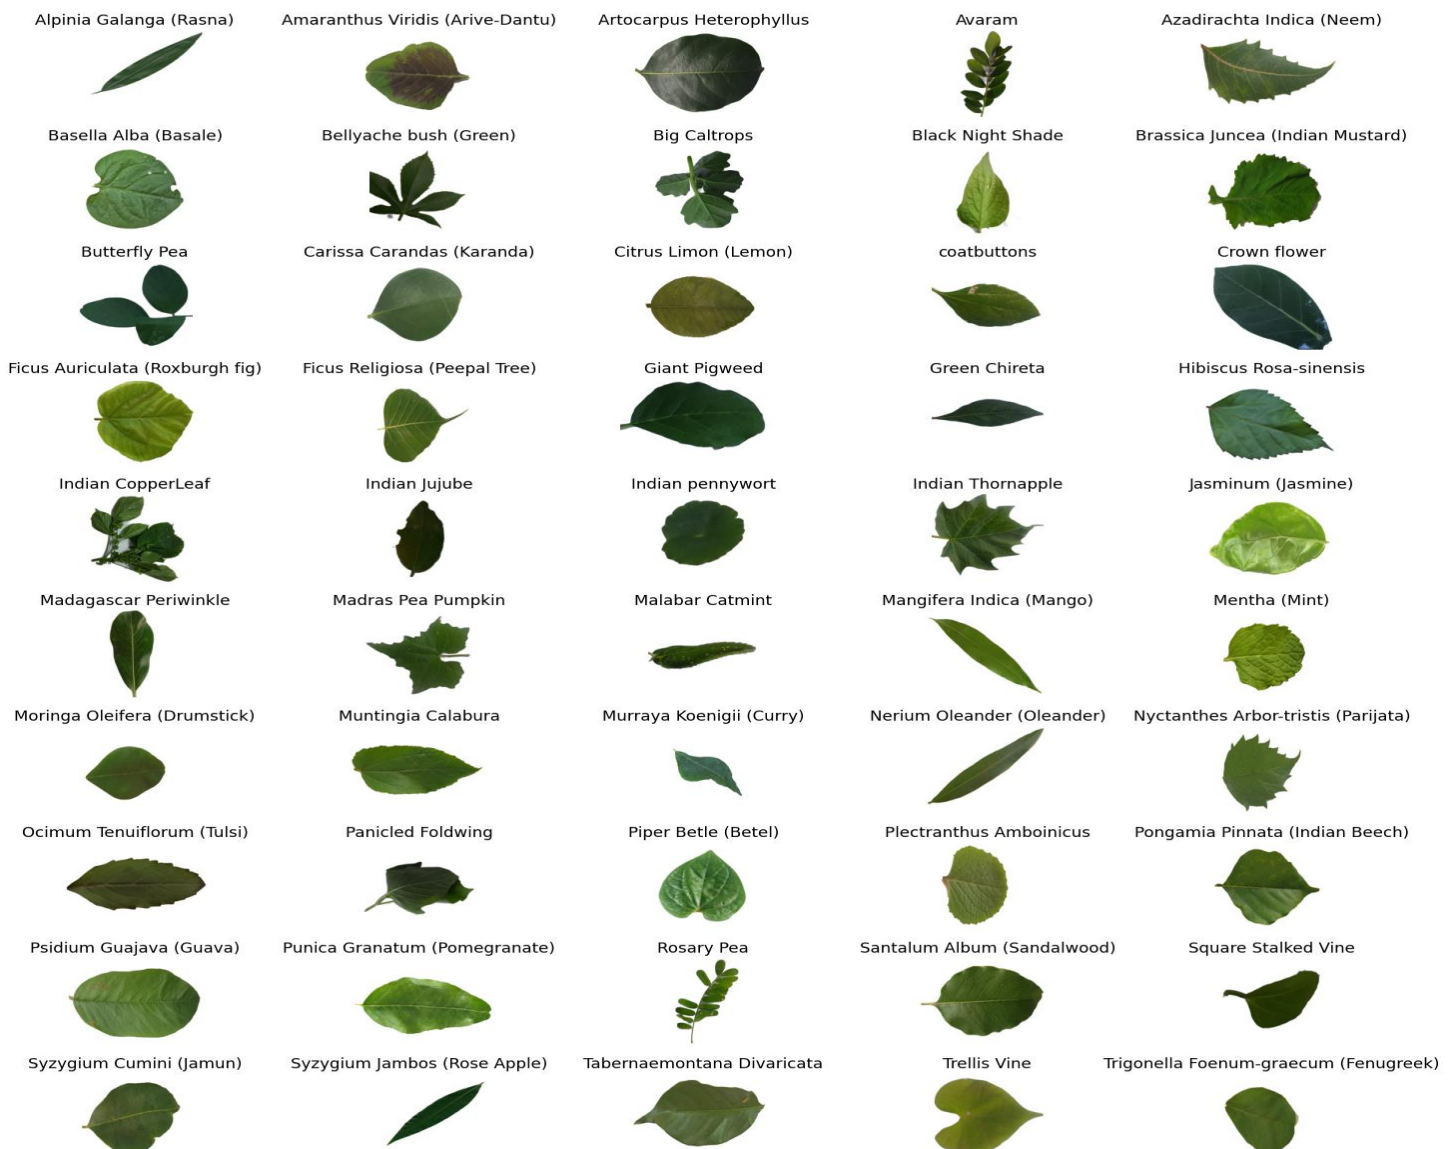 Alpinia Galanga (Rasna)
Amaranthus Viridis (Arive-Dantu)
Artocarpus Heterophyllus
Avaram
Azadirachta Indica (Neem)
Basella Alba (Basale)
Bellyache bush (Green)
Big Caltrops
Black Night Shade
Brassica Juncea (Indian Mustard)
Butterfly Pea
Carissa Carandas (Karanda)
Citrus Limon (Lemon)
coatbuttons
Crown flower
Ficus Auriculata (Roxburgh fig)
Ficus Religiosa (Peepal Tree)
Giant Pigweed
Green Chireta
Hibiscus Rosa-sinensis
Indian CopperLeaf
Indian Jujube
Indian pennywort
Indian Thornapple
Jasminum (Jasmine)
Madagascar Periwinkle
Madras Pea Pumpkin
Malabar Catmint
Mangifera Indica (Mango)
Mentha (Mint)
Moringa Oleifera (Drumstick)
Muntingia Calabura
Murraya Koenigii (Curry)
Nerium Oleander (Oleander)
Nyctanthes Arbor-tristis (Parijata)
Ocimum Tenuiflorum (Tulsi)
Panicled Foldwing
Piper Betle (Betel)
Plectranthus Amboinicus
Pongamia Pinnata (Indian Beech)
Psidium Guajava (Guava)
Punica Granatum (Pomegranate)
Rosary Pea
Santalum Album (Sandalwood)
Square Stalked Vine
Syzygium Cumini (Jamun)
Syzygium Jambos (Rose Apple)
Tabernaemontana Divaricata
Trellis Vine
Trigonella Foenum-graecum (Fenugreek)